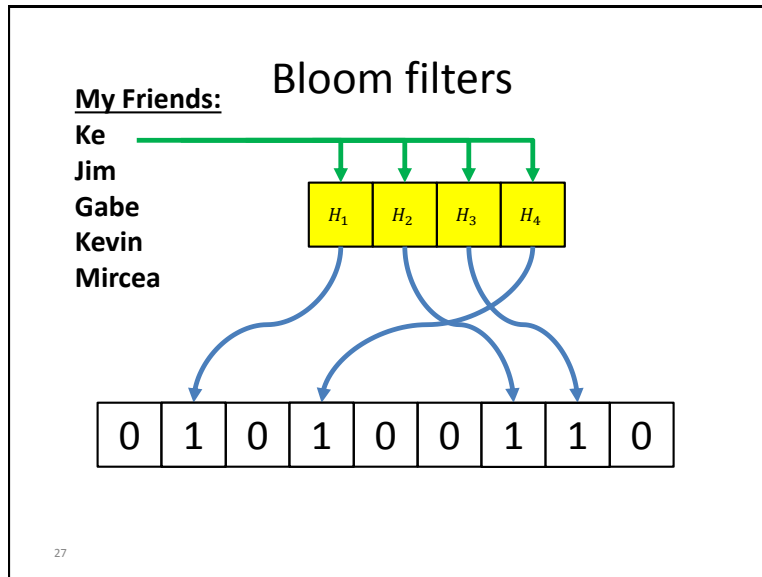 Bloom filters
My Friends:
Ke
Jim
Gabe
Kevin
Mircea
H₁ H₂ H₃ H₄
0 1 0 1 0 0 1 1 0
27